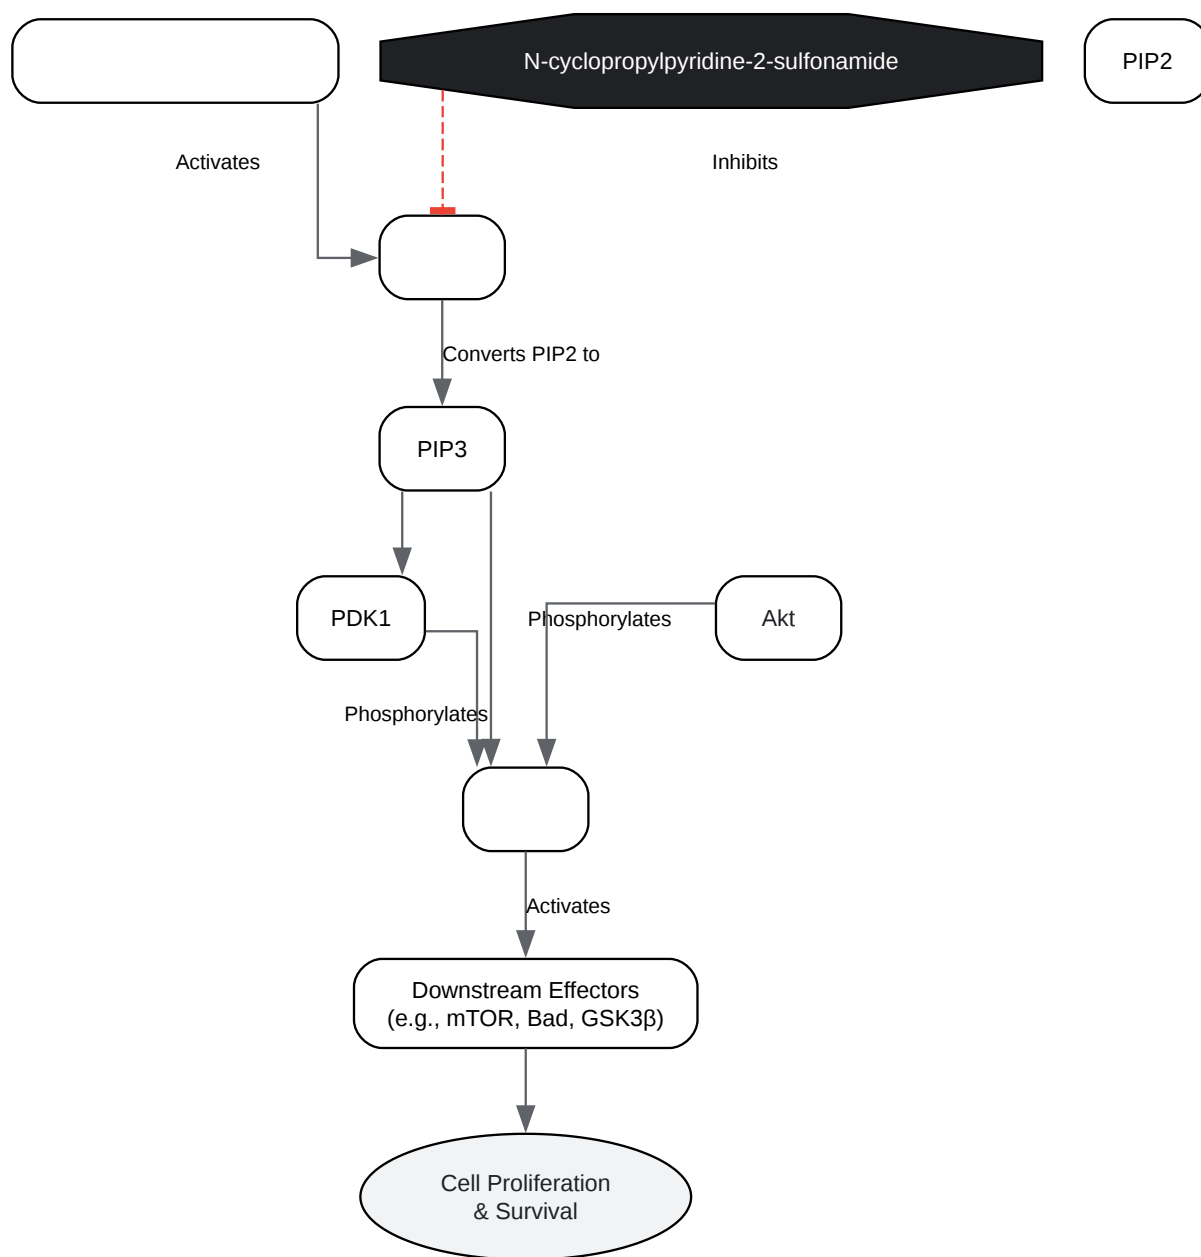 N-cyclopropylpyridine-2-sulfonamide
PIP2
Activates
Inhibits
Converts PIP2 to
PIP3
PDK1
Phosphorylates
Akt
Phosphorylates
Activates
Downstream Effectors
(e.g., mTOR, Bad, GSK3β)
Cell Proliferation
& Survival